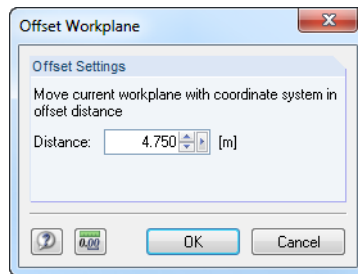 Offset Workplane
Offset Settings
Move current workplane with coordinate system in
offset distance
Distance: 4.750 [m]
0.00 OK Cancel